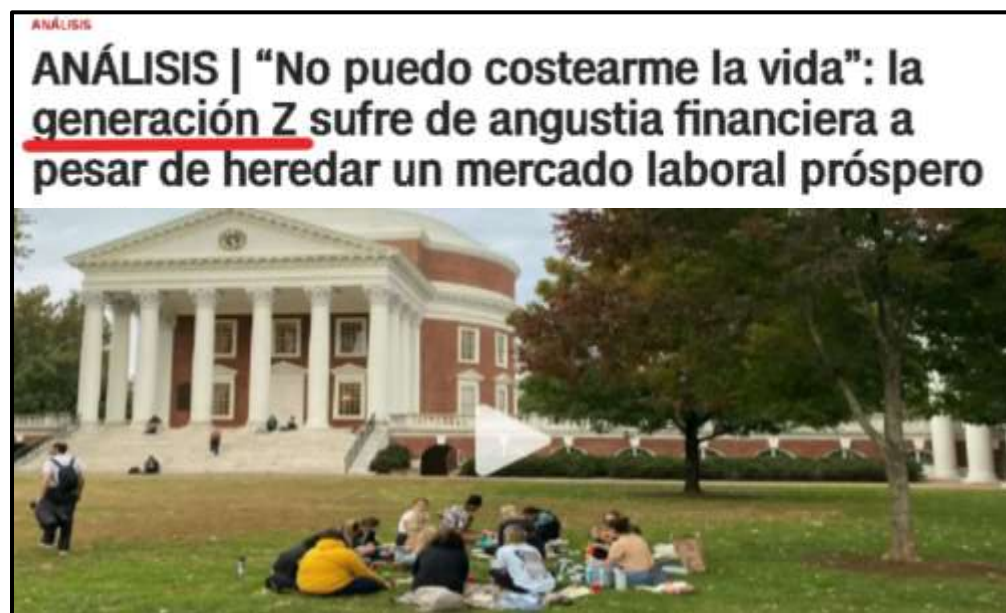 ANÁLISIS
ANÁLISIS | “No puedo costearme la vida”: la
generación Z sufre de angustia financiera a
pesar de heredar un mercado laboral próspero